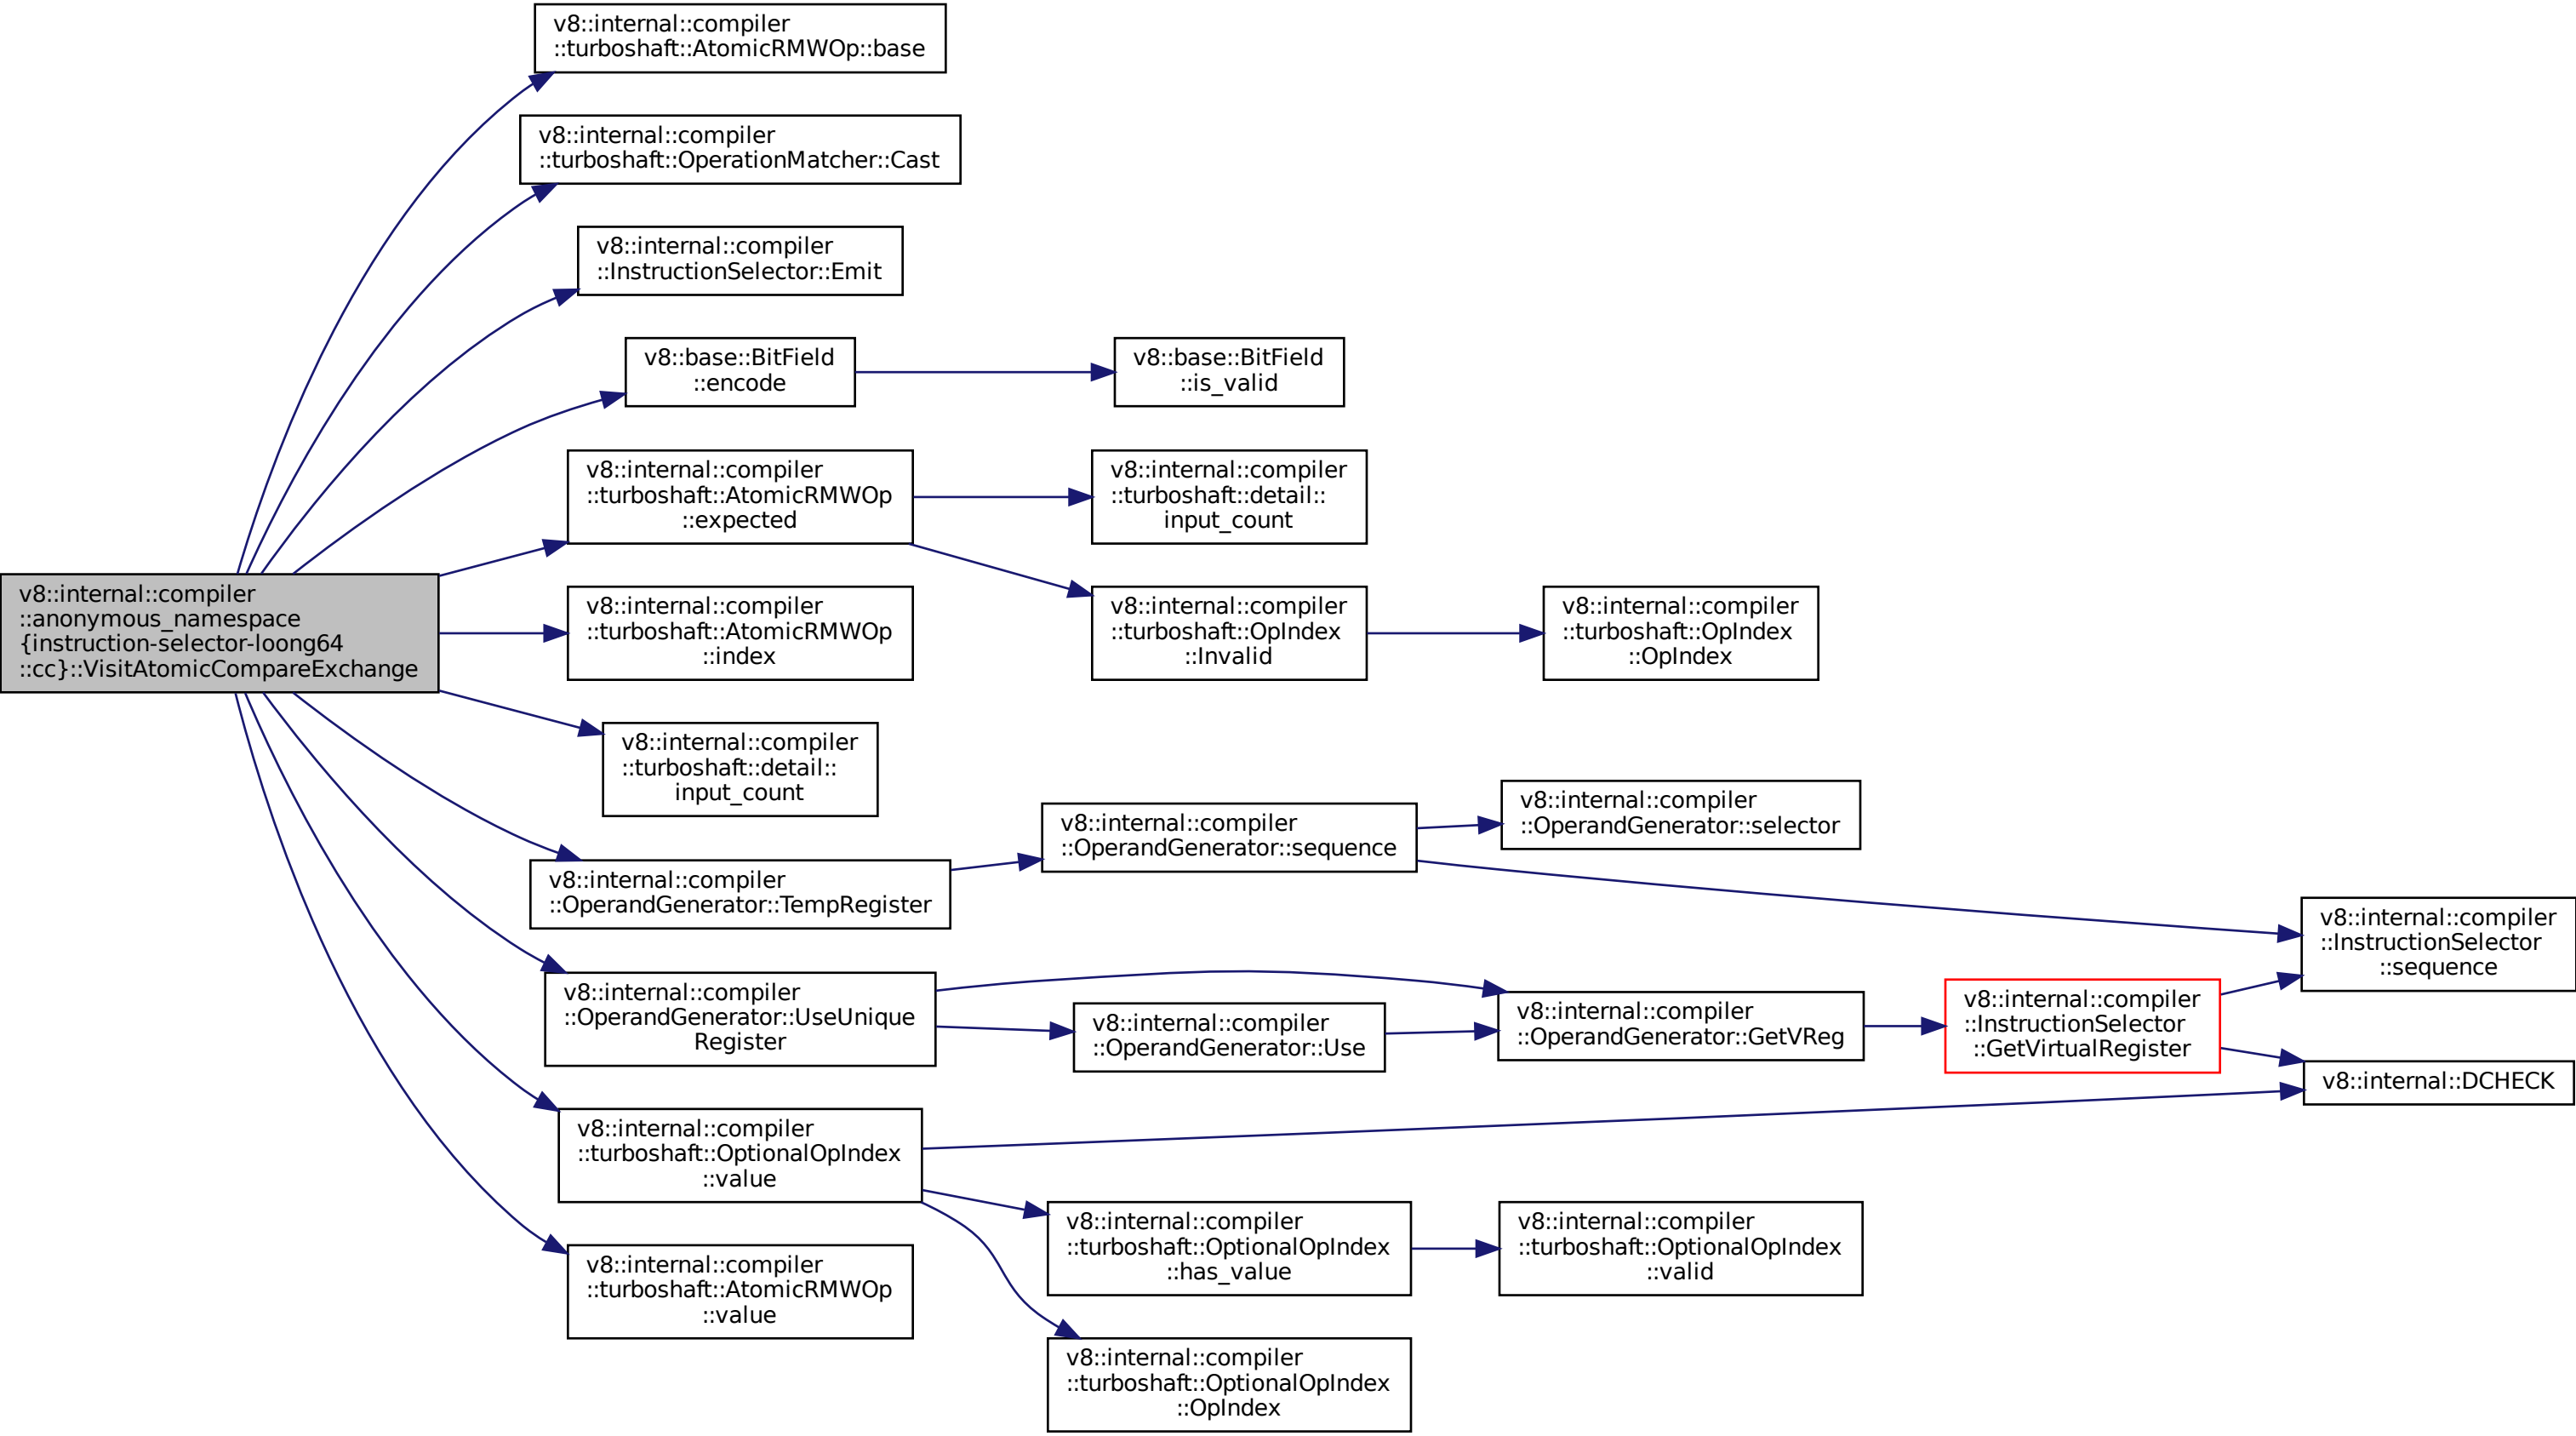 v8::internal::compiler
::turboshaft::AtomicRMWOp::base
v8::internal::compiler
::turboshaft::OperationMatcher::Cast
v8::internal::compiler
::InstructionSelector::Emit
v8::base::BitField
::encode
v8::base::BitField
::is_valid
v8::internal::compiler
::turboshaft::AtomicRMWOp
::expected
v8::internal::compiler
::turboshaft::detail::
input_count
v8::internal::compiler
::anonymous_namespace
{instruction-selector-loong64
::cc}::VisitAtomicCompareExchange
v8::internal::compiler
::turboshaft::AtomicRMWOp
::index
v8::internal::compiler
::turboshaft::OpIndex
::Invalid
v8::internal::compiler
::turboshaft::OpIndex
::OpIndex
v8::internal::compiler
::turboshaft::detail::
input_count
v8::internal::compiler
::OperandGenerator::TempRegister
v8::internal::compiler
::OperandGenerator::sequence
v8::internal::compiler
::OperandGenerator::selector
v8::internal::compiler
::InstructionSelector
::sequence
v8::internal::compiler
::OperandGenerator::UseUnique
Register
v8::internal::compiler
::OperandGenerator::Use
v8::internal::compiler
::OperandGenerator::GetVReg
v8::internal::compiler
::InstructionSelector
::GetVirtualRegister
v8::internal::DCHECK
v8::internal::compiler
::turboshaft::OptionalOpIndex
::value
v8::internal::compiler
::turboshaft::OptionalOpIndex
::has_value
v8::internal::compiler
::turboshaft::OptionalOpIndex
::valid
v8::internal::compiler
::turboshaft::AtomicRMWOp
::value
v8::internal::compiler
::turboshaft::OptionalOpIndex
::OpIndex